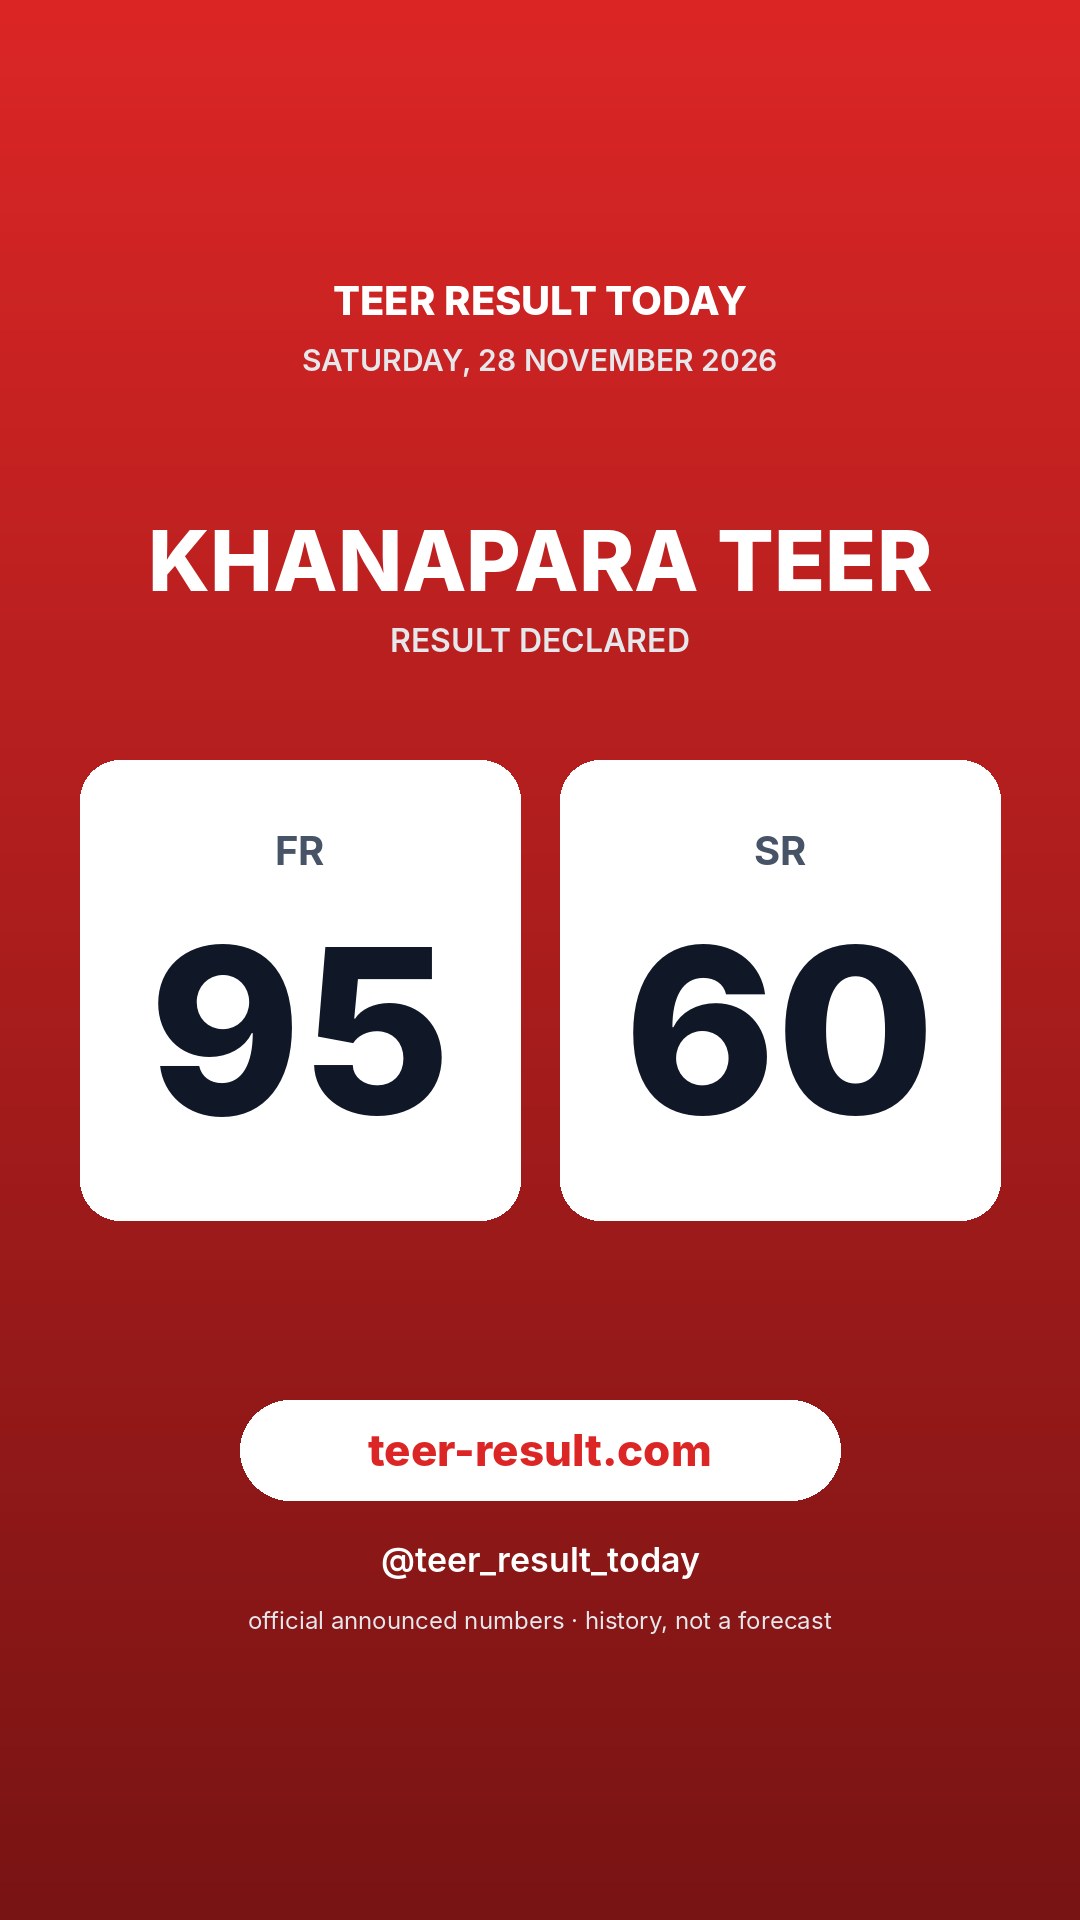 TEER RESULT TODAY
SATURDAY, 28 NOVEMBER 2026
KHANAPARA TEER
RESULT DECLARED
FR
95
SR
60
teer-result.com
@teer_result_today
official announced numbers · history, not a forecast